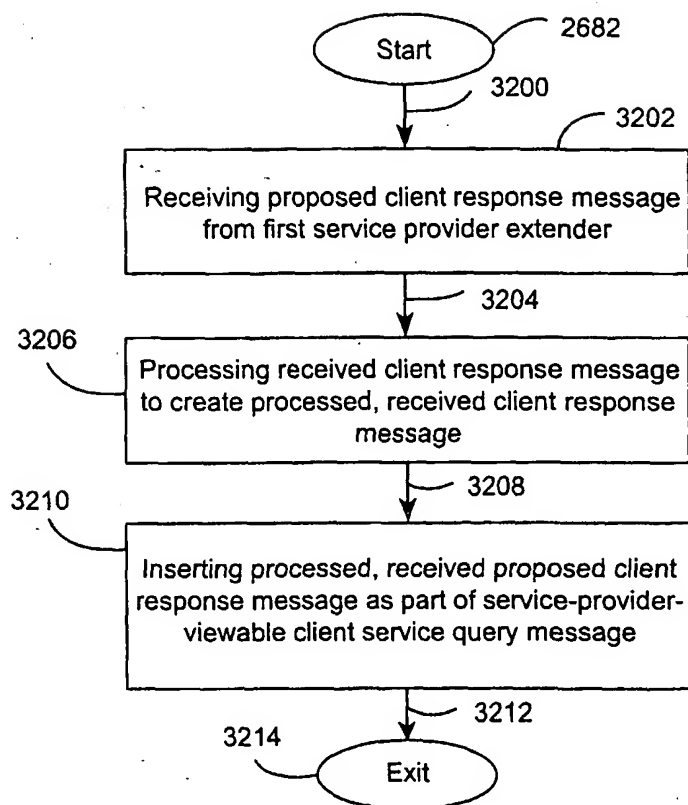 Start
2682
3200
3202
Receiving proposed client response message
from first service provider extender
3204
3206
Processing received client response message
to create processed, received client response
message
3208
3210
Inserting processed, received proposed client
response message as part of service-provider-
viewable client service query message
3212
3214
Exit